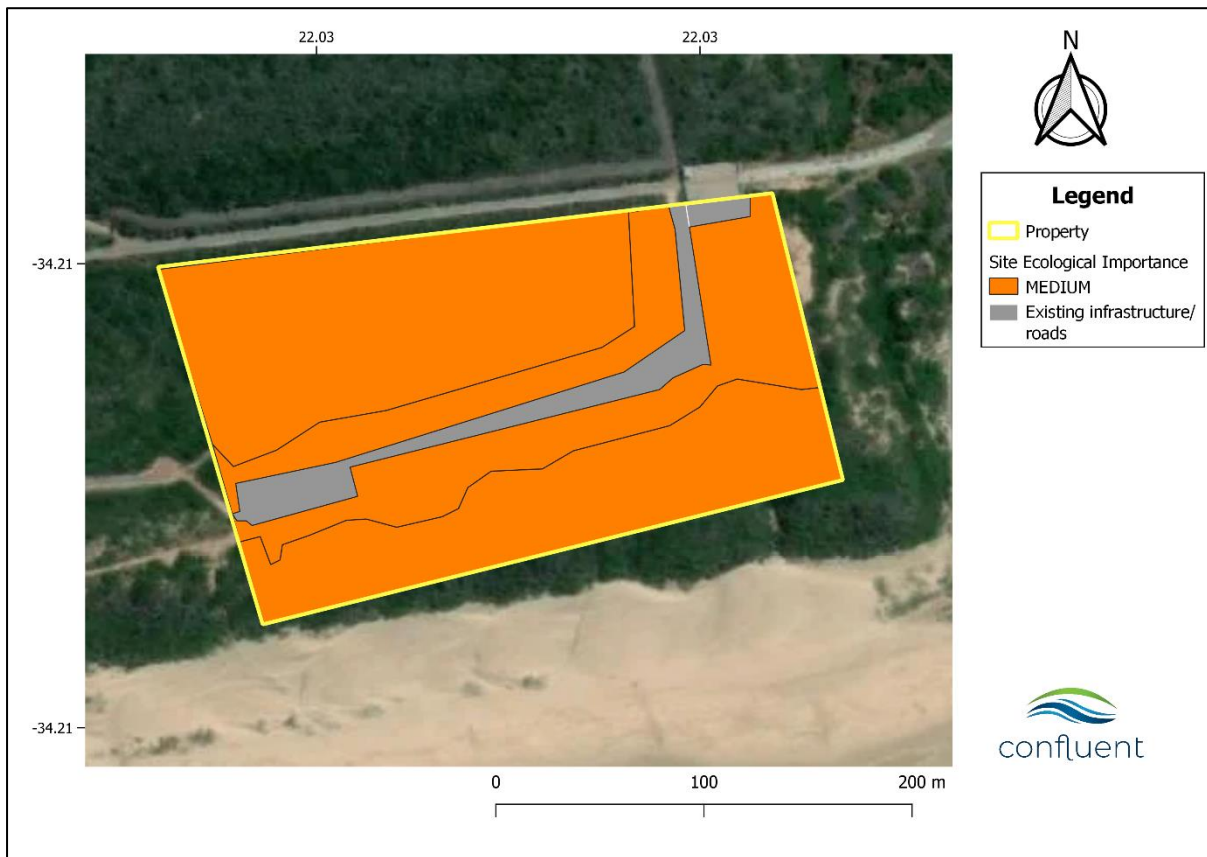 22.03
22.03
N
Legend
Property
-34.21
Site Ecological Importance
MEDIUM
Existing infrastructure/
roads
-34.21
confluent
0
100
200 m